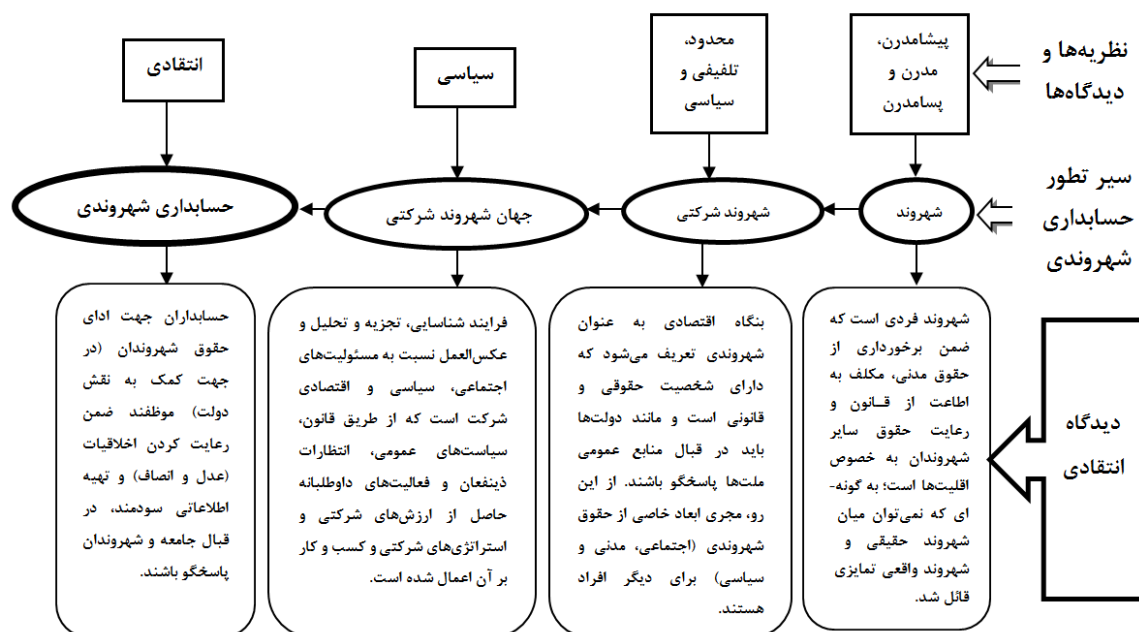 نظریه‌ها و
دیدگاه‌ها
پیشامدرن،
مدرن و
پسامدرن
محدود،
تلفیفی و
سیاسی
سیاسی
انتقادی
سیر تطور
حسابداری
شهروندی
شهروند
شهروند شرکتی
جهان شهروند شرکتی
حسابداری شهروندی
دیدگاه
انتقادی
شهروند فردی است که
ضمن برخورداری از
حقوق مدنی، مکلف به
اطاعت از قــانون و
رعایت حقوق سایر
شهروندان به خصوص
اقلیت‌ها است؛ به گونه-
ای که نمی‌توان میان
شهروند حقیقی و
شهروند واقعی تمایزی
قائل شد.
بنگاه اقتصادی به عنوان
شهروندی تعریف می‌شود که
دارای شخصیت حقوقی و
قانونی است و مانند دولت‌ها
باید در قبال منابع عمومی
ملت‌ها پاسخگو باشند. از این
رو، مجری ابعاد خاصی از حقوق
شهروندی (اجتماعی، مدنی و
سیاسی) برای دیگر افراد
هستند.
فرایند شناسایی، تجزیه و تحلیل و
عکس‌العمل نسبت به مسئولیت‌های
اجتماعی، سیاسی و اقتصادی
شرکت است که از طریق قانون،
سیاست‌های عمومی، انتظارات
ذینفعان و فعالیت‌های داوطلبانه
حاصل از ارزش‌های شرکتی و
استراتژی‌های شرکتی و کسب و کار
بر آن اعمال شده است.
حسابداران جهت ادای
حقوق شهروندان (در
جهت کمک به نقش
دولت) موظفند ضمن
رعایت کردن اخلاقیات
(عدل و انصاف) و تهیه
اطلاعاتی سودمند، در
قبال جامعه و شهروندان
پاسخگو باشند.